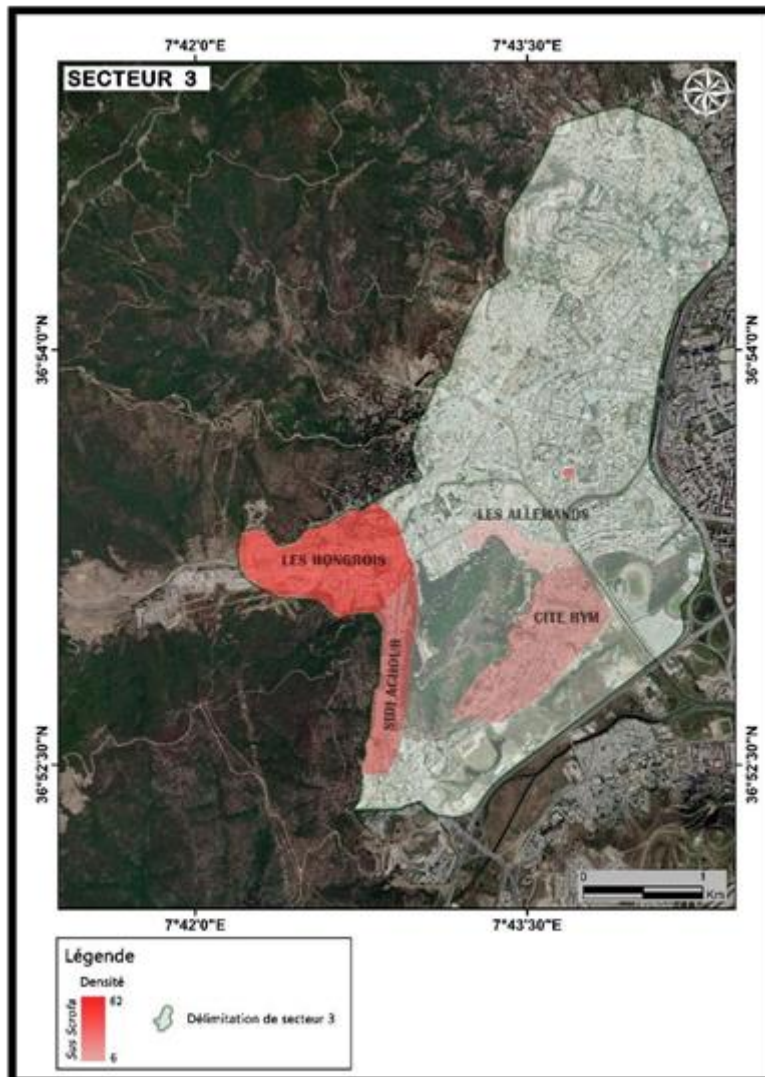 7°42'0"E 7°43'30"E
SECTEUR 3
36°54'0"N 36°54'0"N
LES ALLEMANDS
LES HONGROIS
CITE RYM
SIDI ACHOUR
36°52'30"N 36°52'30"N
0 1
Km
7°42'0"E 7°43'30"E
Légende
Densité
Sus Scrofa
62
6
Délimitation de secteur 3